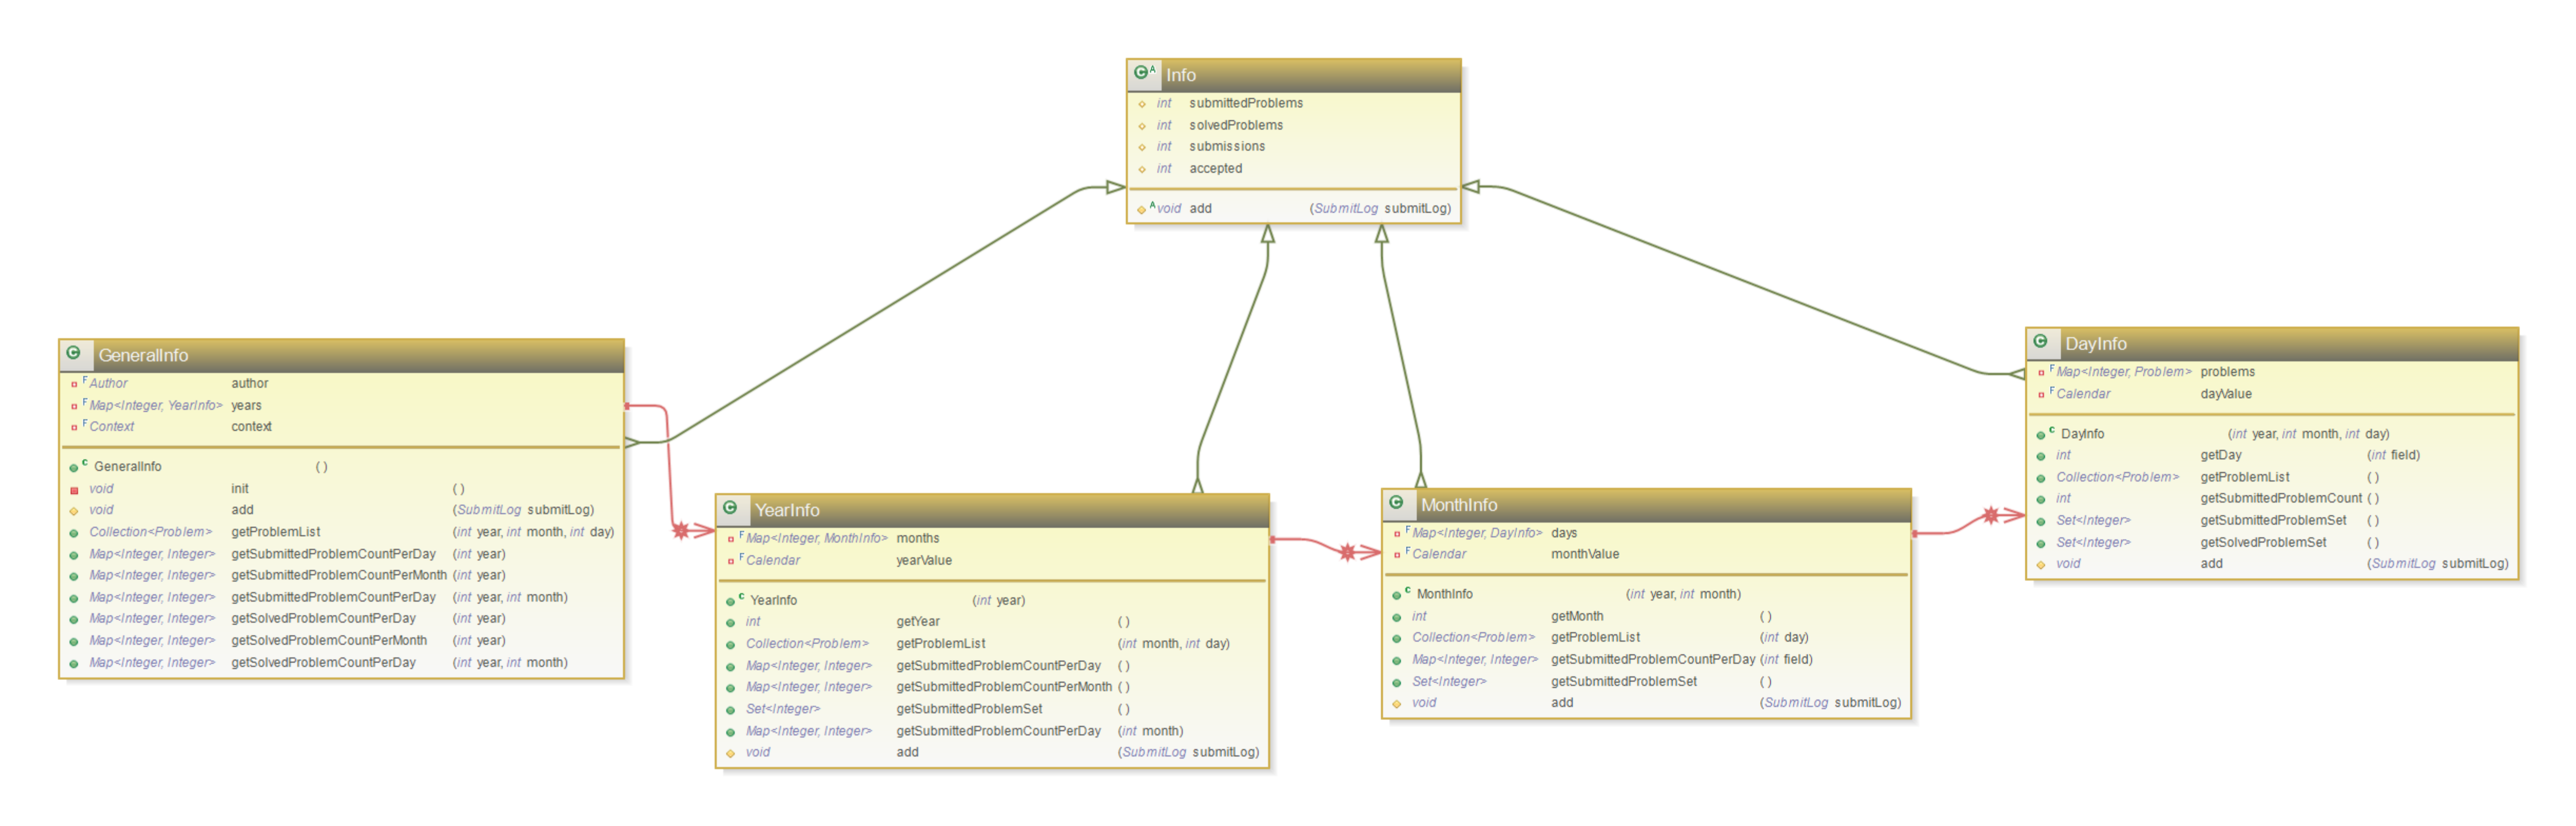 Info
int submittedProblems
int solvedProblems
int submissions
int accepted
A void add (SubmitLog submitLog)
GeneralInfo
F Author author
F Map<Integer, YearInfo> years
F Context context
c GeneralInfo ()
void init ()
void add (SubmitLog submitLog)
Collection<Problem> getProblemList (int year, int month, int day)
Map<Integer, Integer> getSubmittedProblemCountPerDay (int year)
Map<Integer, Integer> getSubmittedProblemCountPerMonth (int year)
Map<Integer, Integer> getSubmittedProblemCountPerDay (int year, int month)
Map<Integer, Integer> getSolvedProblemCountPerDay (int year)
Map<Integer, Integer> getSolvedProblemCountPerMonth (int year)
Map<Integer, Integer> getSolvedProblemCountPerDay (int year, int month)
YearInfo
F Map<Integer, MonthInfo> months
F Calendar yearValue
c YearInfo (int year)
int getYear ()
Collection<Problem> getProblemList (int month, int day)
Map<Integer, Integer> getSubmittedProblemCountPerDay ()
Map<Integer, Integer> getSubmittedProblemCountPerMonth ()
Set<Integer> getSubmittedProblemSet ()
Map<Integer, Integer> getSubmittedProblemCountPerDay (int month)
void add (SubmitLog submitLog)
MonthInfo
F Map<Integer, DayInfo> days
F Calendar monthValue
c MonthInfo (int year, int month)
int getMonth ()
Collection<Problem> getProblemList (int day)
Map<Integer, Integer> getSubmittedProblemCountPerDay (int field)
Set<Integer> getSubmittedProblemSet ()
void add (SubmitLog submitLog)
DayInfo
F Map<Integer, Problem> problems
F Calendar dayValue
c DayInfo (int year, int month, int day)
int getDay (int field)
Collection<Problem> getProblemList ()
int getSubmittedProblemCount ()
Set<Integer> getSubmittedProblemSet ()
Set<Integer> getSolvedProblemSet ()
void add (SubmitLog submitLog)